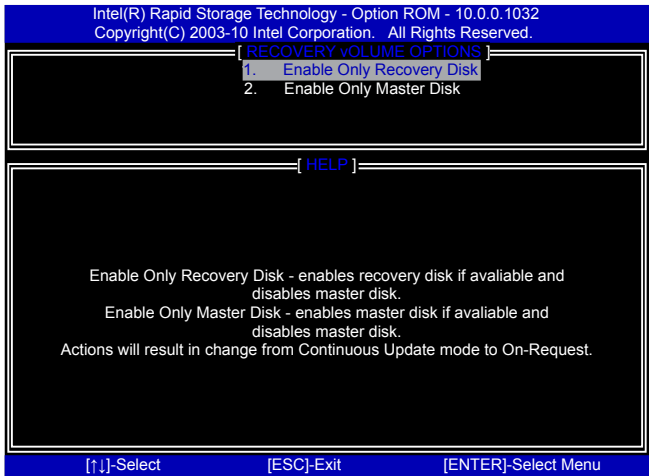 Intel(R) Rapid Storage Technology - Option ROM - 10.0.0.1032
Copyright(C) 2003-10 Intel Corporation. All Rights Reserved.
[ RECOVERY vOLUME OPTIONS ]
1. Enable Only Recovery Disk
2. Enable Only Master Disk
[ HELP ]
Enable Only Recovery Disk - enables recovery disk if avaliable and
disables master disk.
Enable Only Master Disk - enables master disk if avaliable and
disables master disk.
Actions will result in change from Continuous Update mode to On-Request.
[↑↓]-Select [ESC]-Exit [ENTER]-Select Menu